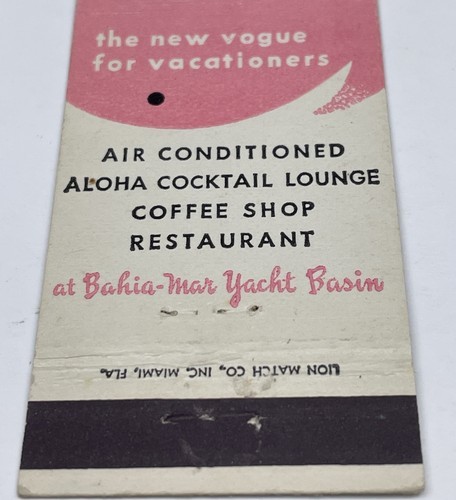 the new vogue
for vacationers
AIR CONDITIONED
ALOHA COCKTAIL LOUNGE
COFFEE SHOP
RESTAURANT
at Bahia-Mar Yacht Basin
LION MATCH CO., INC. MIAMI, FLA.